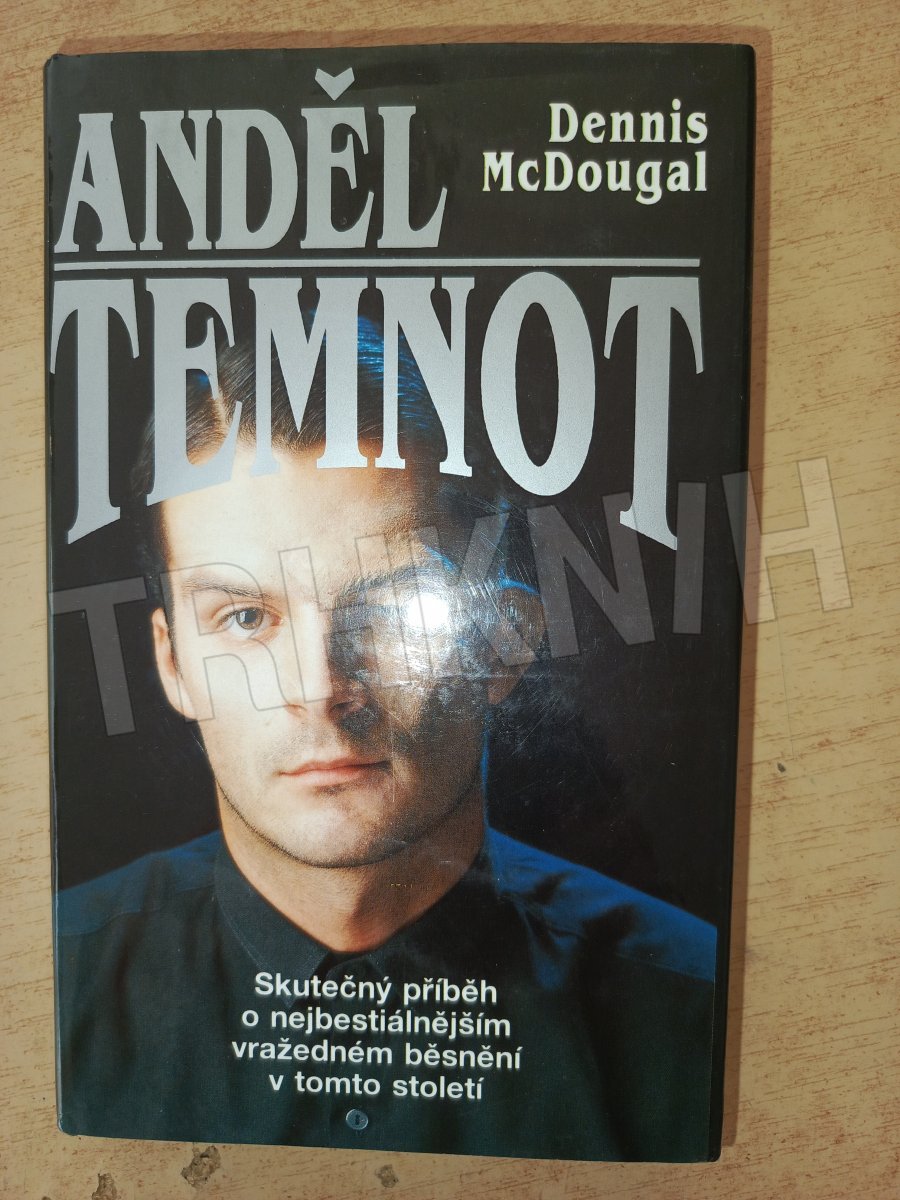 ANDĚL
Dennis
McDougal
TEMNOT
TRHKNIH
Skutečný příběh
o nejbestiálnějším
vražedném běsnění
v tomto století